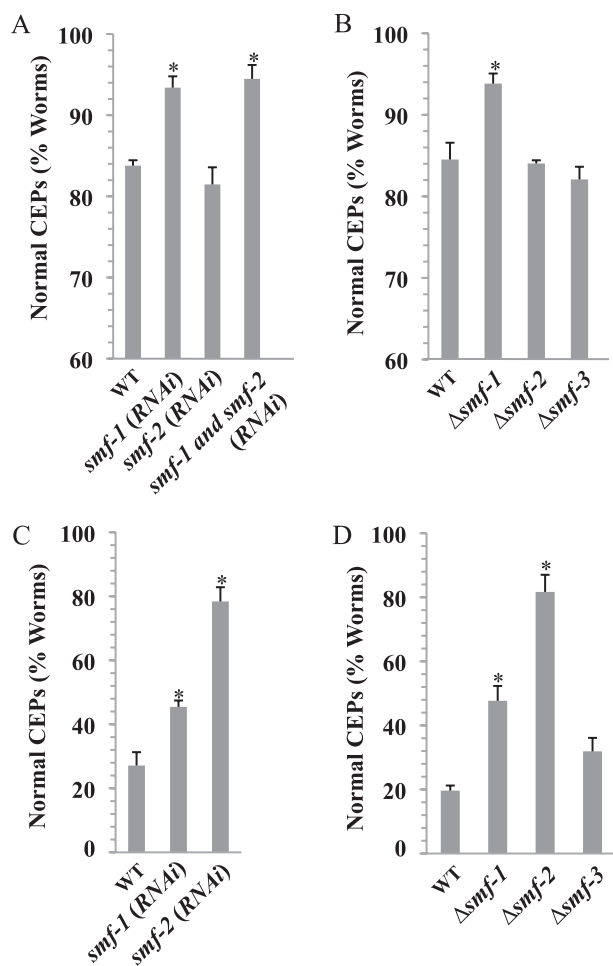 A
Normal CEPs (% Worms)
100
90
80
70
60
*
*
WT
smf-1 (RNAi)
smf-2 (RNAi)
smf-1 and smf-2
(RNAi)
B
Normal CEPs (% Worms)
100
90
80
70
60
*
WT
Δsmf-1
Δsmf-2
Δsmf-3
C
Normal CEPs (% Worms)
100
80
60
40
20
0
*
*
WT
smf-1 (RNAi)
smf-2 (RNAi)
D
Normal CEPs (% Worms)
100
80
60
40
20
0
*
*
WT
Δsmf-1
Δsmf-2
Δsmf-3